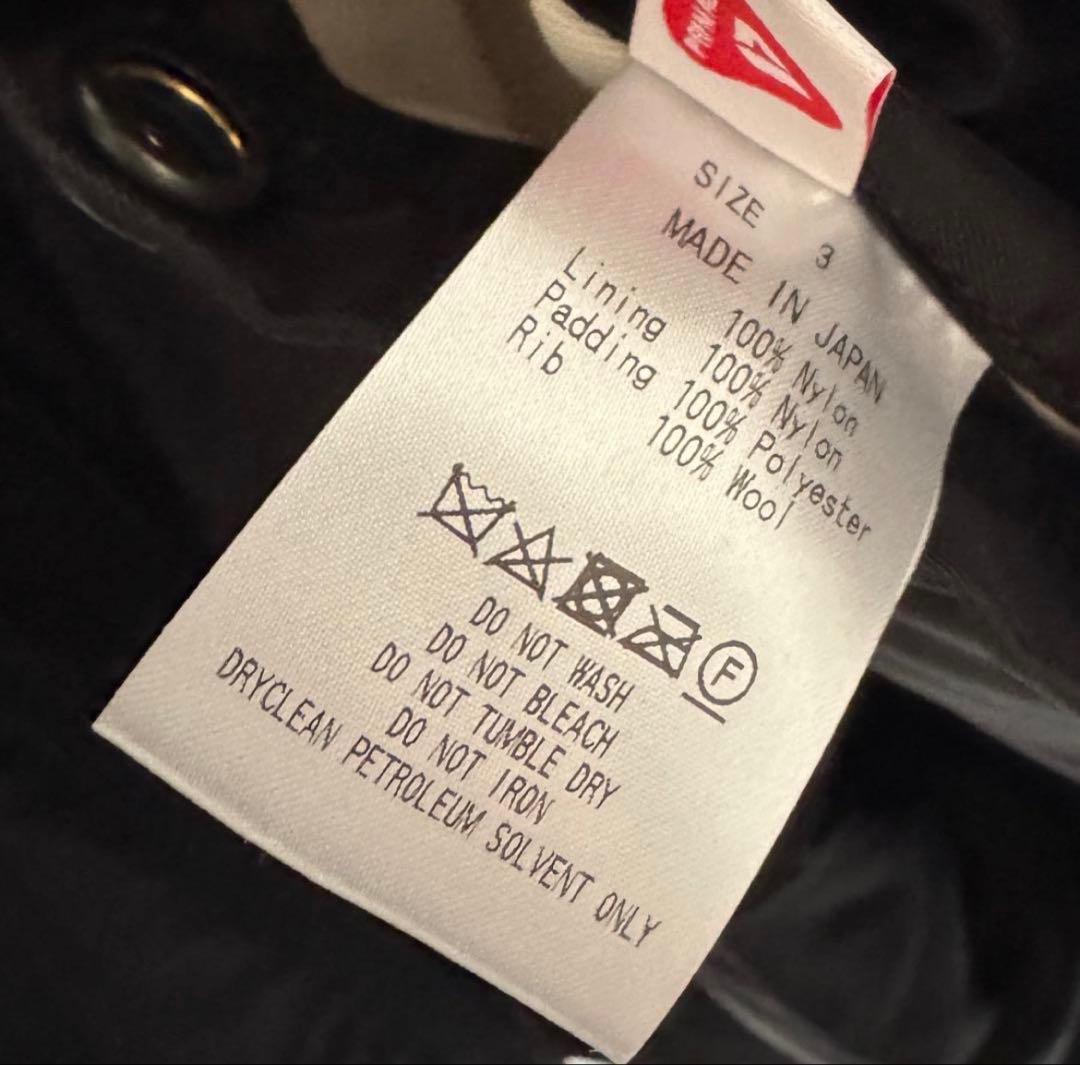 SIZE 3
MADE IN JAPAN
100% Nylon
Lining 100% Nylon
Padding 100% Polyester
Rib 100% Wool
F
DO NOT WASH
DO NOT BLEACH
DO NOT TUMBLE DRY
DO NOT IRON
DRYCLEAN PETROLEUM SOLVENT ONLY